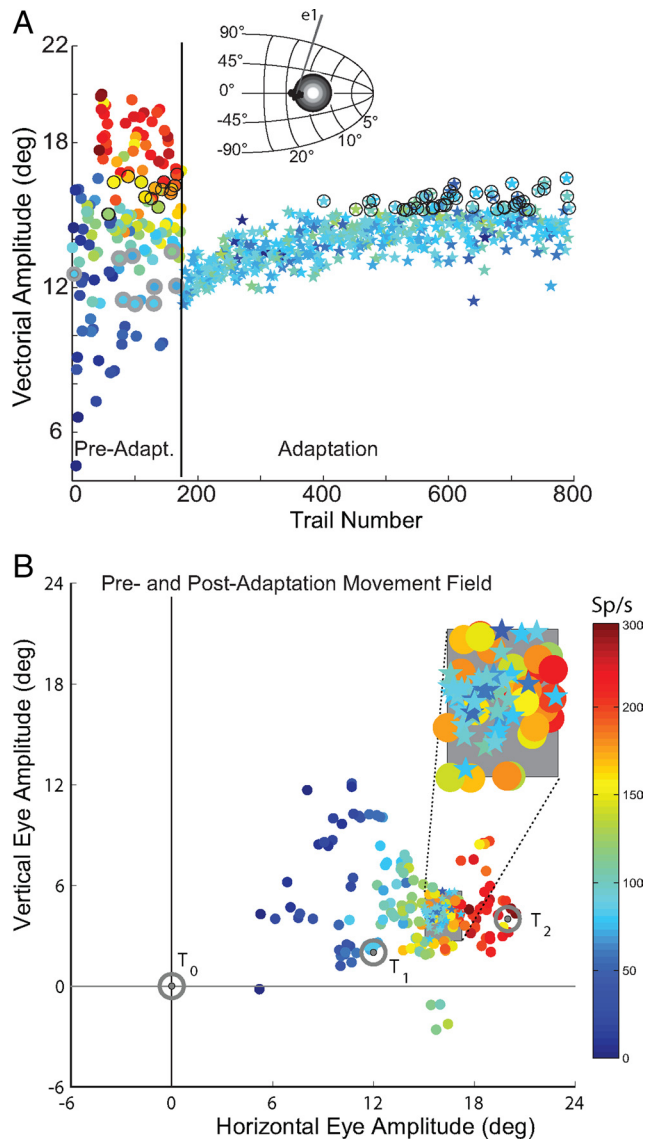 A
e1
90°
45°
0°
-45°
-90°
20°
10°
5°
22
18
12
6
Vectorial Amplitude (deg)
Pre-Adapt.
Adaptation
0
200
400
600
800
Trail Number
B
Pre- and Post-Adaptation Movement Field
Sp/s
300
250
200
150
100
50
0
24
18
12
6
0
-6
Vertical Eye Amplitude (deg)
T0
T1
T2
-6
0
6
12
18
24
Horizontal Eye Amplitude (deg)